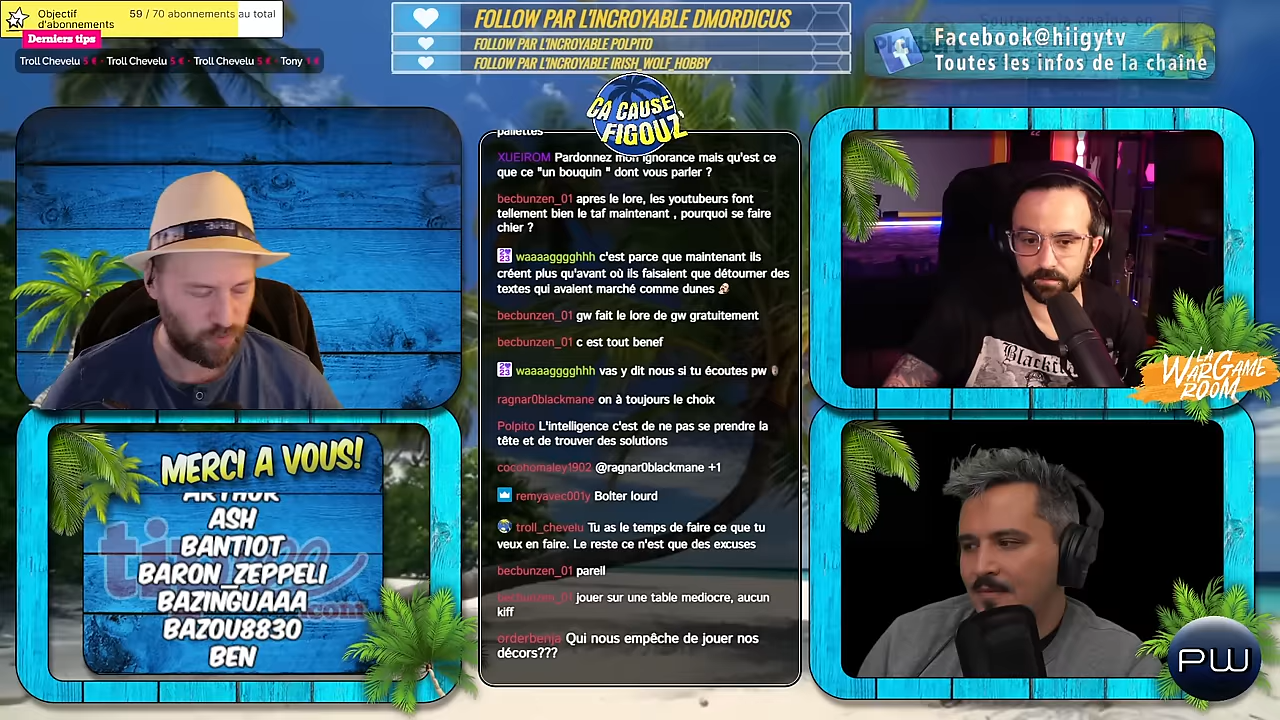 Objectif
d'abonnements
59 / 70 abonnements au total
Derniers tips
Troll Chevelu 5 € · Troll Chevelu 5 € · Troll Chevelu 5 € · Tony
FOLLOW PAR L'INCROYABLE DMORDICUS
FOLLOW PAR L'INCROYABLE POLPITO
FOLLOW PAR L'INCROYABLE IRISH_WOLF_HOBBY
Facebook@hiigytv
Toutes les infos de la chaîne
ÇA CAUSE
FIGOUZ'
pallettes
XUEIROM Pardonnez mon ignorance mais qu'est ce
que ce "un bouquin " dont vous parler ?
becbunzen_01 apres le lore, les youtubeurs font
tellement bien le taf maintenant , pourquoi se faire
chier ?
waaaagggghhh c'est parce que maintenant ils
créent plus qu'avant où ils faisaient que détourner des
textes qui avaient marché comme dunes
becbunzen_01 gw fait le lore de gw gratuitement
becbunzen_01 c est tout benef
waaaagggghhh vas y dit nous si tu écoutes pw
ragnar0blackmane on à toujours le choix
Polpito L'intelligence c'est de ne pas se prendre la
tête et de trouver des solutions
cocohomaley1902 @ragnar0blackmane +1
remyavec001y Bolter lourd
troll_chevelu Tu as le temps de faire ce que tu
veux en faire. Le reste ce n'est que des excuses
becbunzen_01 pareil
becbunzen_01 jouer sur une table mediocre, aucun
kiff
orderbenja Qui nous empêche de jouer nos
décors???
LA
WARGAME
ROOM
MERCI A VOUS!
ARTHUR
ASH
BANTIOT
BARON_ZEPPELI
BAZINGUAAA
BAZOU8830
BEN
PW